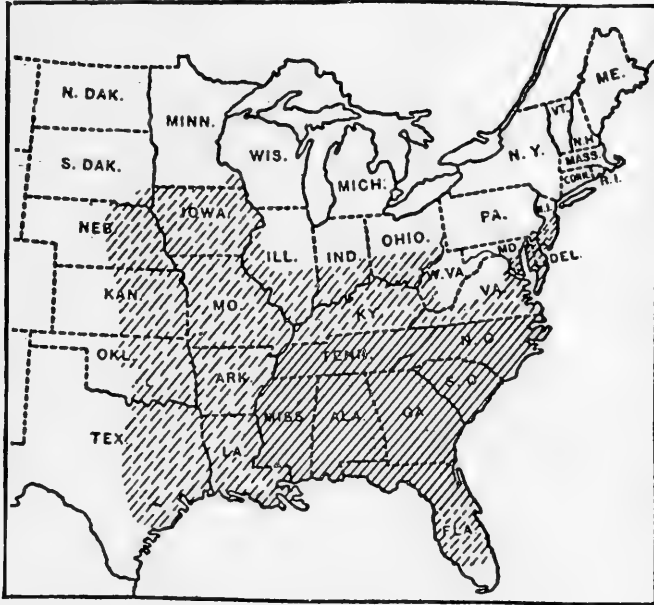 N. DAK.
MINN.
S. DAK.
WIS.
MICH.
N. Y.
VT.
N.H.
ME.
MASS.
CONN.
R. I.
NEB.
IOWA.
ILL.
IND.
OHIO.
PA.
N.J.
MD.
DEL.
W. VA.
VA.
KAN.
MO.
KY.
OKL.
ARK.
TENN.
N. C.
S. C.
TEX.
LA.
MISS.
ALA.
GA.
FLA.